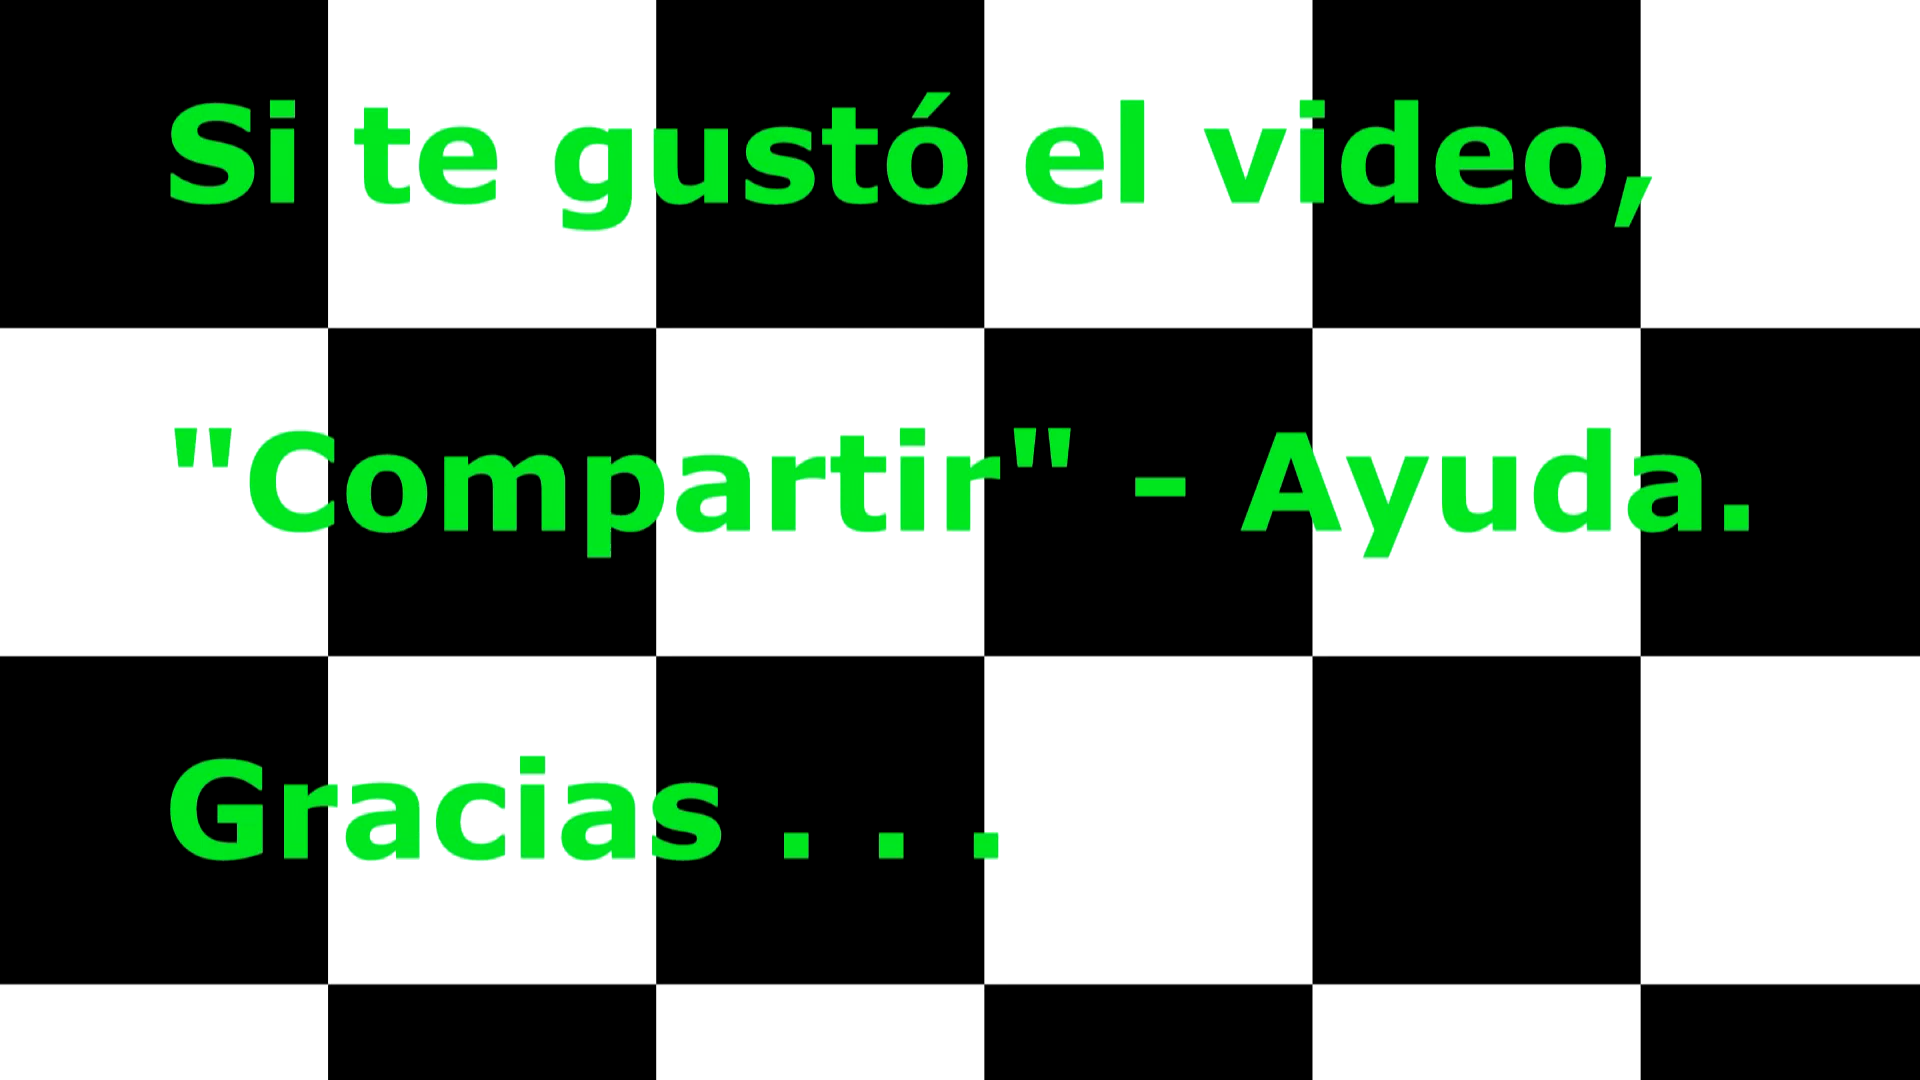 Si te gustó el video,
"Compartir" - Ayuda.
Gracias . . .